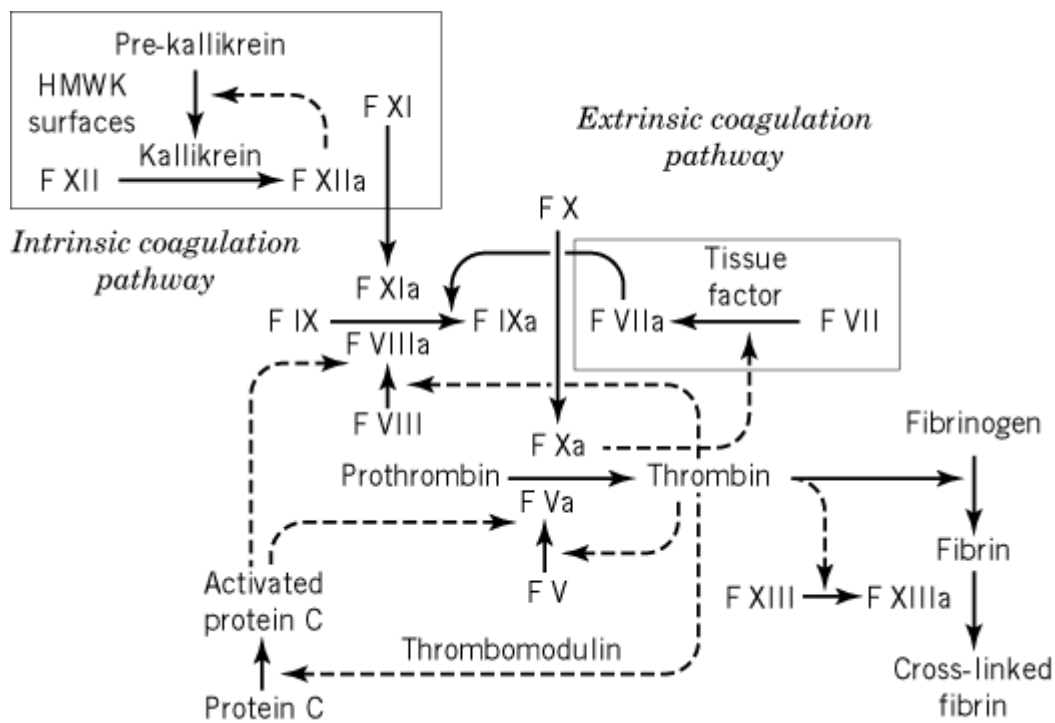 Pre-kallikrein
HMWK
surfaces
F XI
Kallikrein
F XII
F XIIa
Extrinsic coagulation
pathway
F X
Intrinsic coagulation
pathway
Tissue
factor
F XIa
F IX
F IXa
F VIIa
F VII
F VIIIa
F VIII
F Xa
Fibrinogen
Prothrombin
Thrombin
F Va
Fibrin
Activated
protein C
F V
F XIII
F XIIIa
Thrombomodulin
Cross-linked
fibrin
Protein C